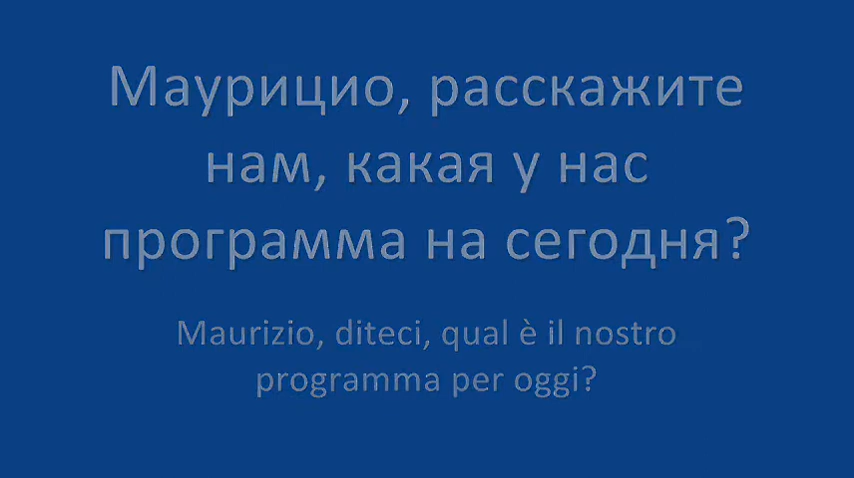 Маурицио, расскажите
нам, какая у нас
программа на сегодня?
Maurizio, diteci, qual è il nostro
programma per oggi?